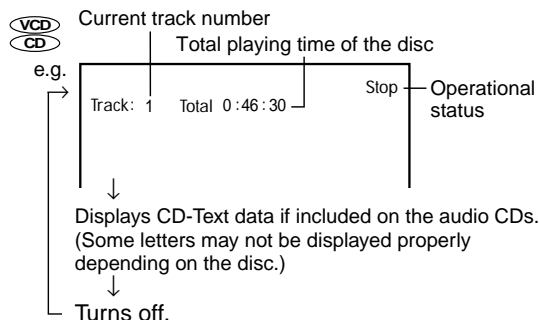 VCD
CD
Current track number
Total playing time of the disc
e.g.
Track: 1 Total 0:46:30
Stop
Operational
status
Displays CD-Text data if included on the audio CDs.
(Some letters may not be displayed properly
depending on the disc.)
Turns off.